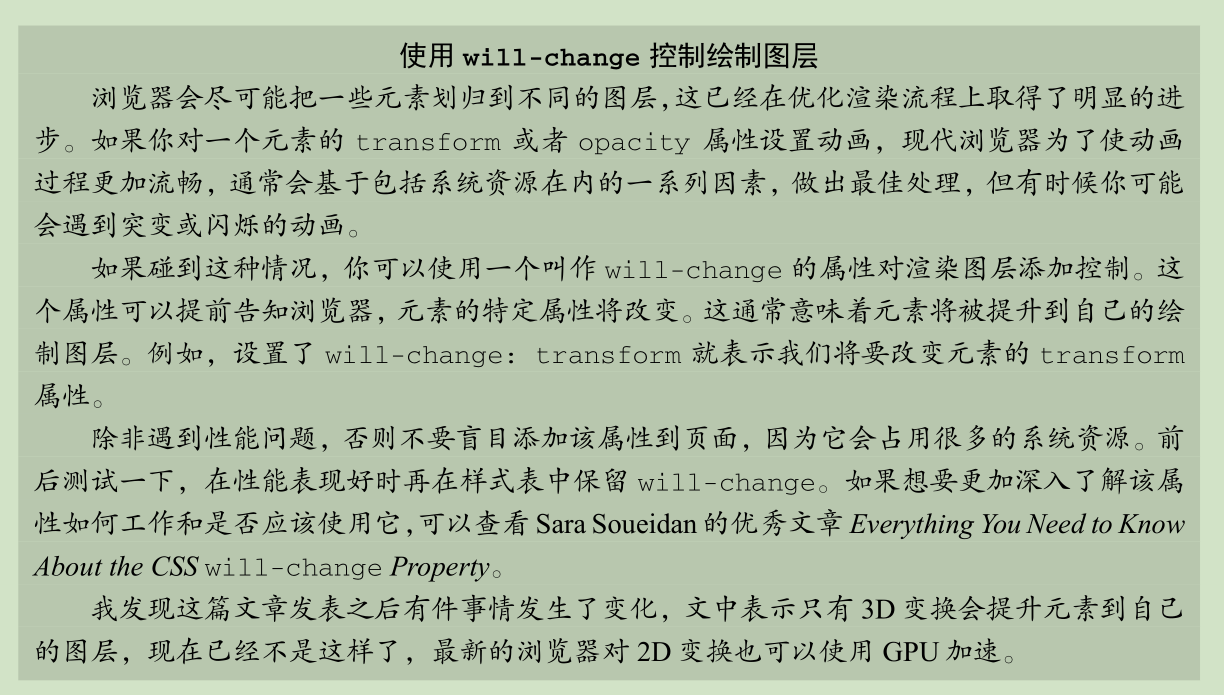 使用 will-change 控制绘制图层
浏览器会尽可能把一些元素划归到不同的图层，这已经在优化渲染流程上取得了明显的进
步。如果你对一个元素的 transform 或者 opacity 属性设置动画，现代浏览器为了使动画
过程更加流畅，通常会基于包括系统资源在内的一系列因素，做出最佳处理，但有时候你可能
会遇到突变或闪烁的动画。
如果碰到这种情况，你可以使用一个叫作 will-change 的属性对渲染图层添加控制。这
个属性可以提前告知浏览器，元素的特定属性将改变。这通常意味着元素将被提升到自己的绘
制图层。例如，设置了 will-change: transform 就表示我们将要改变元素的 transform
属性。
除非遇到性能问题，否则不要盲目添加该属性到页面，因为它会占用很多的系统资源。前
后测试一下，在性能表现好时再在样式表中保留 will-change。如果想要更加深入了解该属
性如何工作和是否应该使用它，可以查看 Sara Soueidan 的优秀文章 Everything You Need to Know
About the CSS will-change Property。
我发现这篇文章发表之后有件事情发生了变化，文中表示只有 3D 变换会提升元素到自己
的图层，现在已经不是这样了，最新的浏览器对 2D 变换也可以使用 GPU 加速。